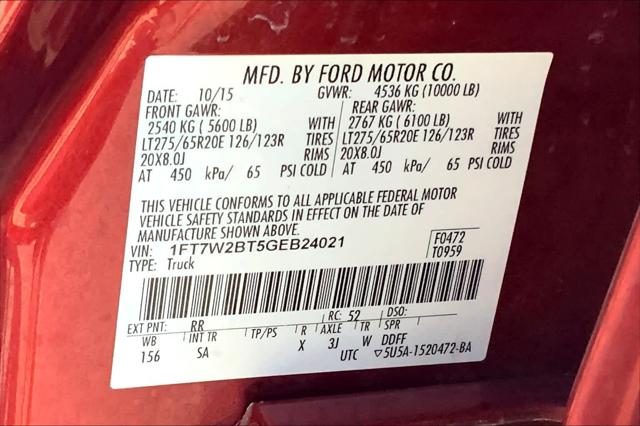 MFD. BY FORD MOTOR CO.
DATE: 10/15 GVWR: 4536 KG (10000 LB)
FRONT GAWR: REAR GAWR:
2540 KG ( 5600 LB) WITH 2767 KG ( 6100 LB) WITH
LT275/65R20E 126/123R TIRES LT275/65R20E 126/123R TIRES
20X8.0J RIMS 20X8.0J RIMS
AT 450 kPa/ 65 PSI COLD AT 450 kPa/ 65 PSI COLD
THIS VEHICLE CONFORMS TO ALL APPLICABLE FEDERAL MOTOR
VEHICLE SAFETY STANDARDS IN EFFECT ON THE DATE OF
MANUFACTURE SHOWN ABOVE.
VIN: 1FT7W2BT5GEB24021 F0472
TYPE: Truck T0959
EXT PNT: RR RC: 52 DSO:
WB INT TR TP/PS R AXLE TR SPR
156 SA X 3J W DDFF
UTC ▽5U5A-1520472-BA